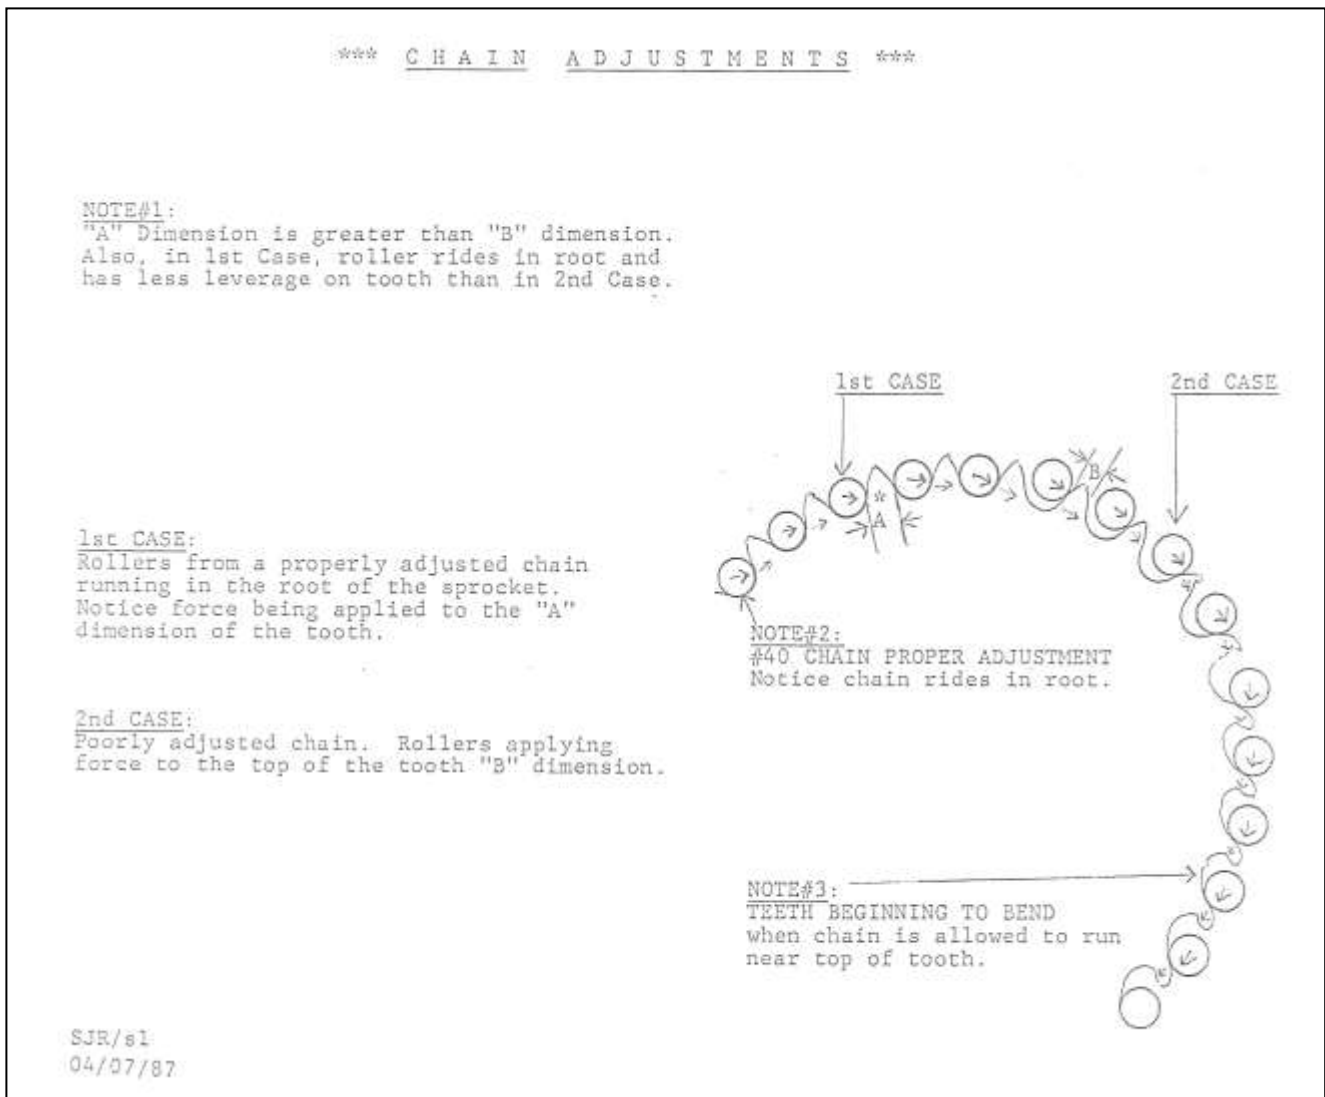 *** CHAIN ADJUSTMENTS ***
NOTE#1:
"A" Dimension is greater than "B" dimension.
Also, in 1st Case, roller rides in root and
has less leverage on tooth than in 2nd Case.
1st CASE
2nd CASE
B
*
A
1st CASE:
Rollers from a properly adjusted chain
running in the root of the sprocket.
Notice force being applied to the "A"
dimension of the tooth.
NOTE#2:
#40 CHAIN PROPER ADJUSTMENT
Notice chain rides in root.
2nd CASE:
Poorly adjusted chain.  Rollers applying
force to the top of the tooth "B" dimension.
NOTE#3:
TEETH BEGINNING TO BEND
when chain is allowed to run
near top of tooth.
SJR/sl
04/07/87